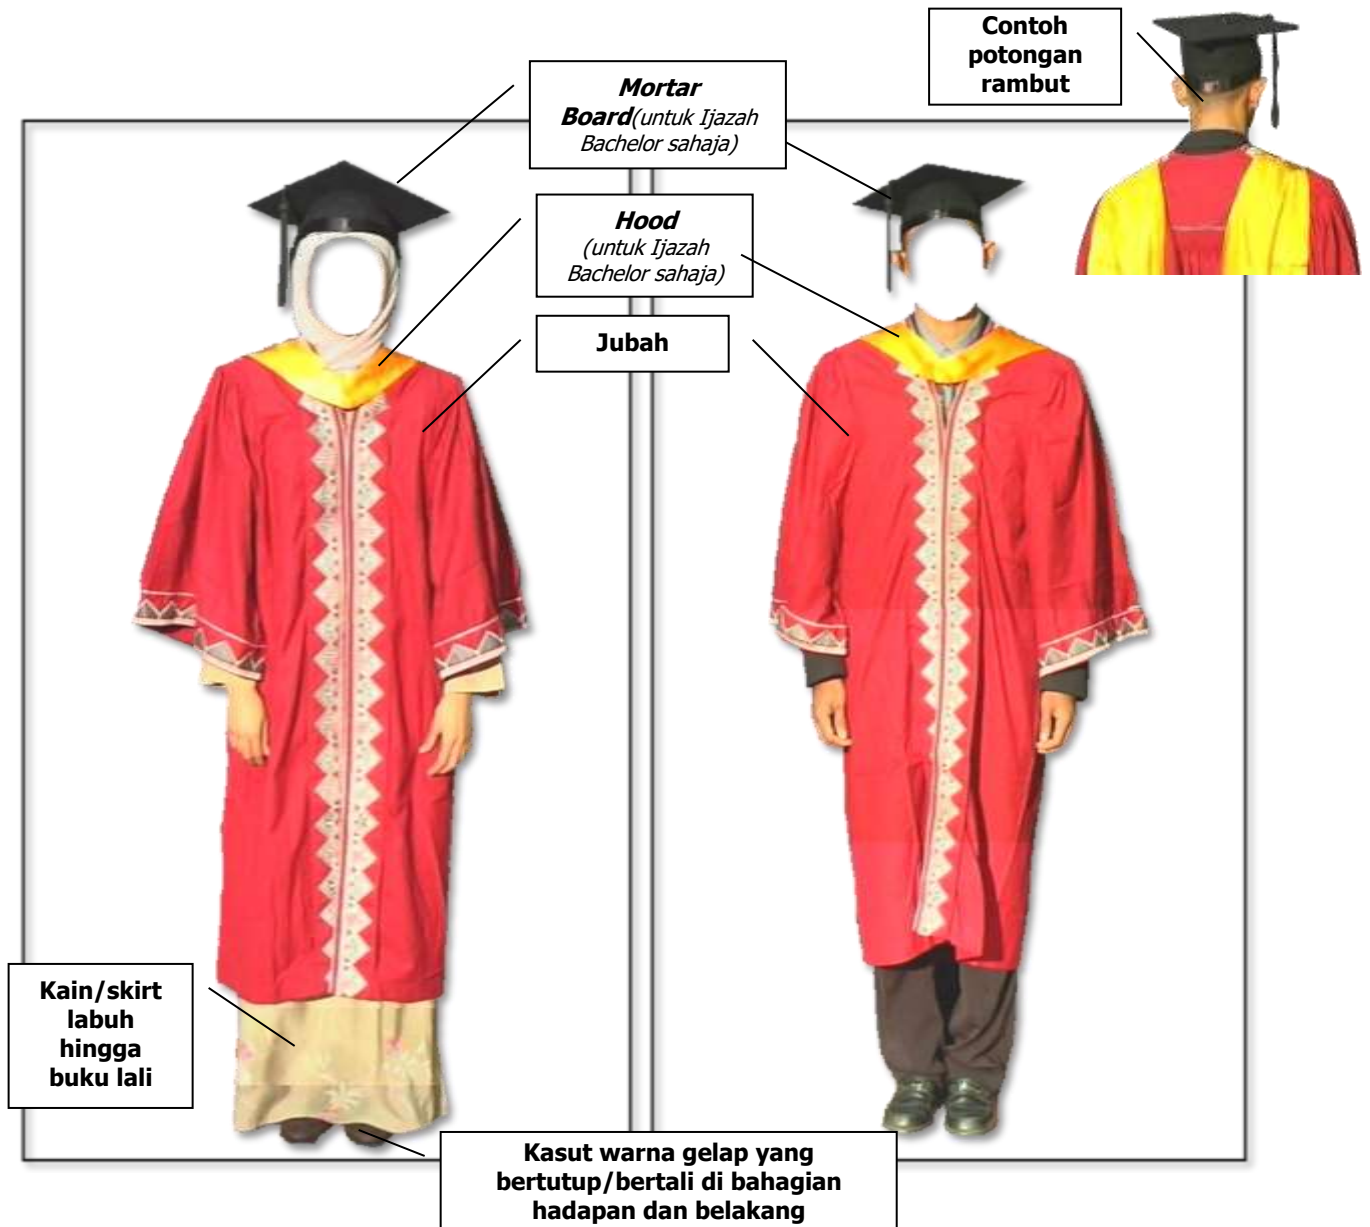 Contoh
potongan
rambut
Mortar
Board(untuk Ijazah
Bachelor sahaja)
Hood
(untuk Ijazah
Bachelor sahaja)
Jubah
Kain/skirt
labuh
hingga
buku lali
Kasut warna gelap yang
bertutup/bertali di bahagian
hadapan dan belakang